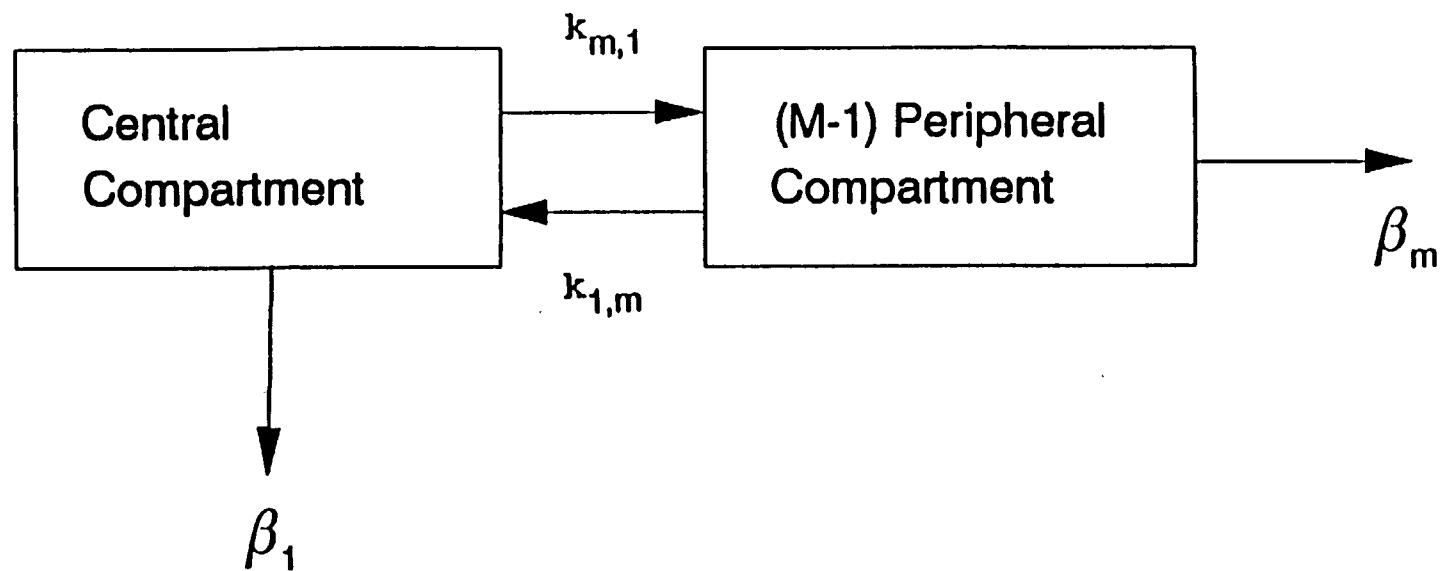 k_{m,1}
Central
Compartment
(M-1) Peripheral
Compartment
k_{1,m}
β_m
β_1